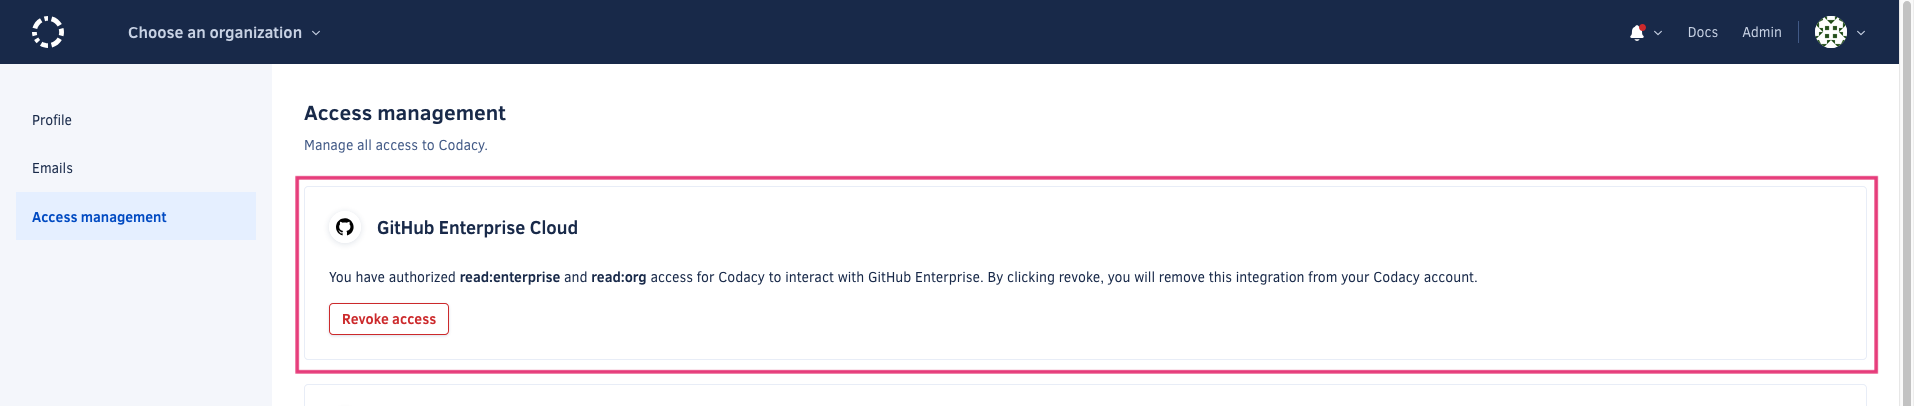 Choose an organization
Docs
Admin
Profile
Emails
Access management
Access management
Manage all access to Codacy.
GitHub Enterprise Cloud
You have authorized read:enterprise and read:org access for Codacy to interact with GitHub Enterprise. By clicking revoke, you will remove this integration from your Codacy account.
Revoke access